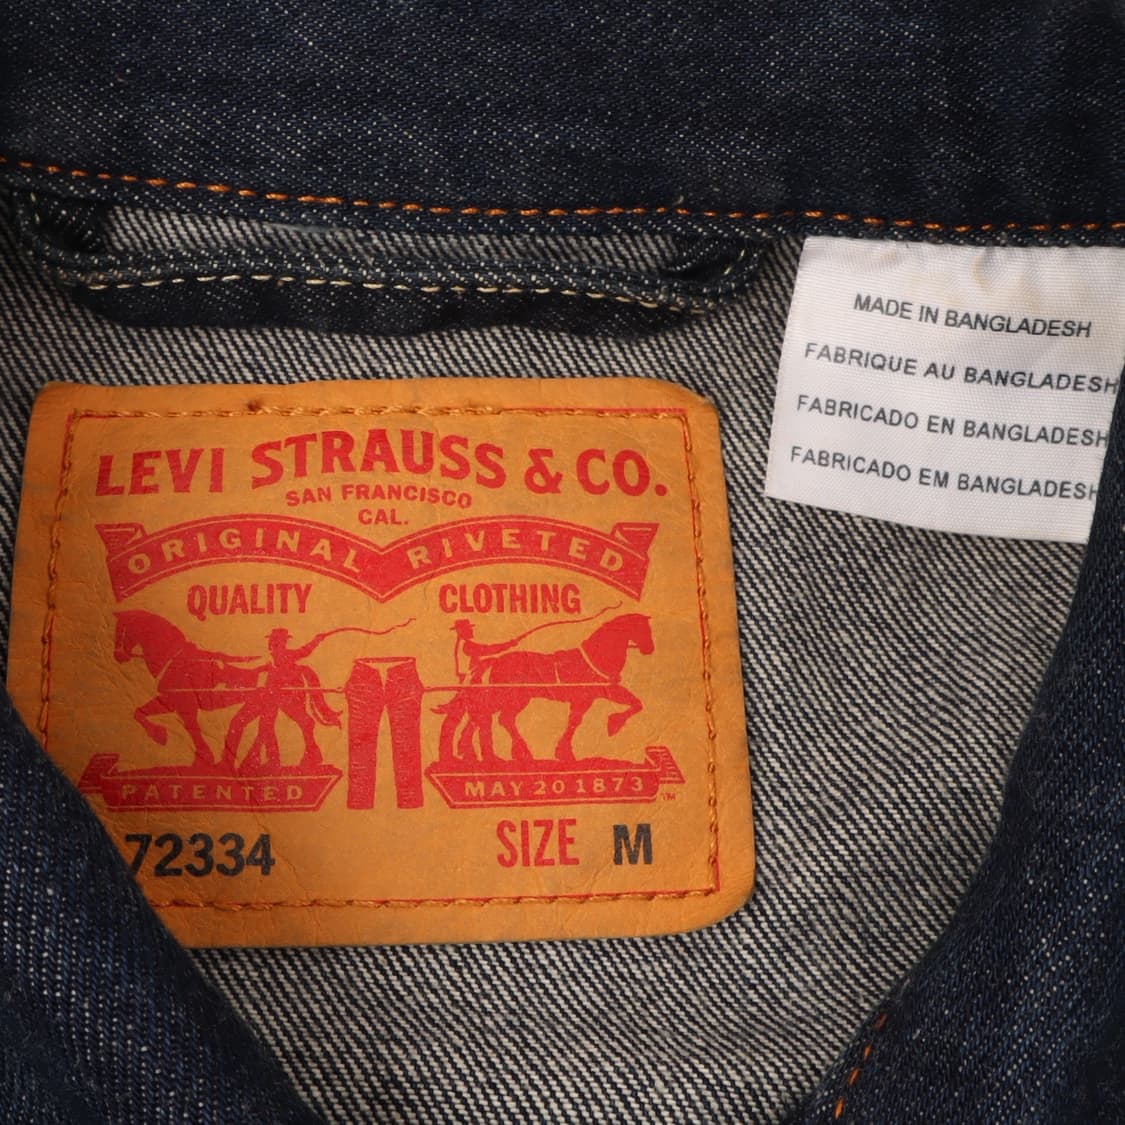 LEVI STRAUSS & CO.
SAN FRANCISCO
CAL.
ORIGINAL RIVETED
QUALITY CLOTHING
PATENTED MAY 20 1873 ™
72334 SIZE M
MADE IN BANGLADESH
FABRIQUE AU BANGLADESH
FABRICADO EN BANGLADESH
FABRICADO EM BANGLADESH